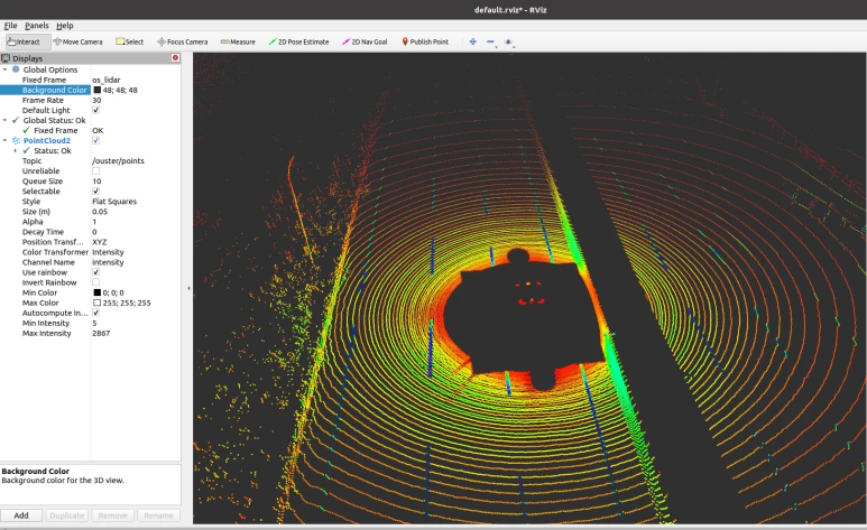 default.rviz* - RViz
File Panels Help
Interact Move Camera Select Focus Camera Measure 2D Pose Estimate 2D Nav Goal Publish Point
Displays
Global Options
Fixed Frame os_lidar
Background Color 48; 48; 48
Frame Rate 30
Default Light
Global Status: Ok
Fixed Frame OK
PointCloud2
Status: Ok
Topic /ouster/points
Unreliable
Queue Size 10
Selectable
Style Flat Squares
Size (m) 0.05
Alpha 1
Decay Time 0
Position Transf... XYZ
Color Transformer Intensity
Channel Name intensity
Use rainbow
Invert Rainbow
Min Color 0; 0; 0
Max Color 255; 255; 255
Autocompute In...
Min Intensity 5
Max Intensity 2867
Background Color
Background color for the 3D view.
Add Duplicate Remove Rename